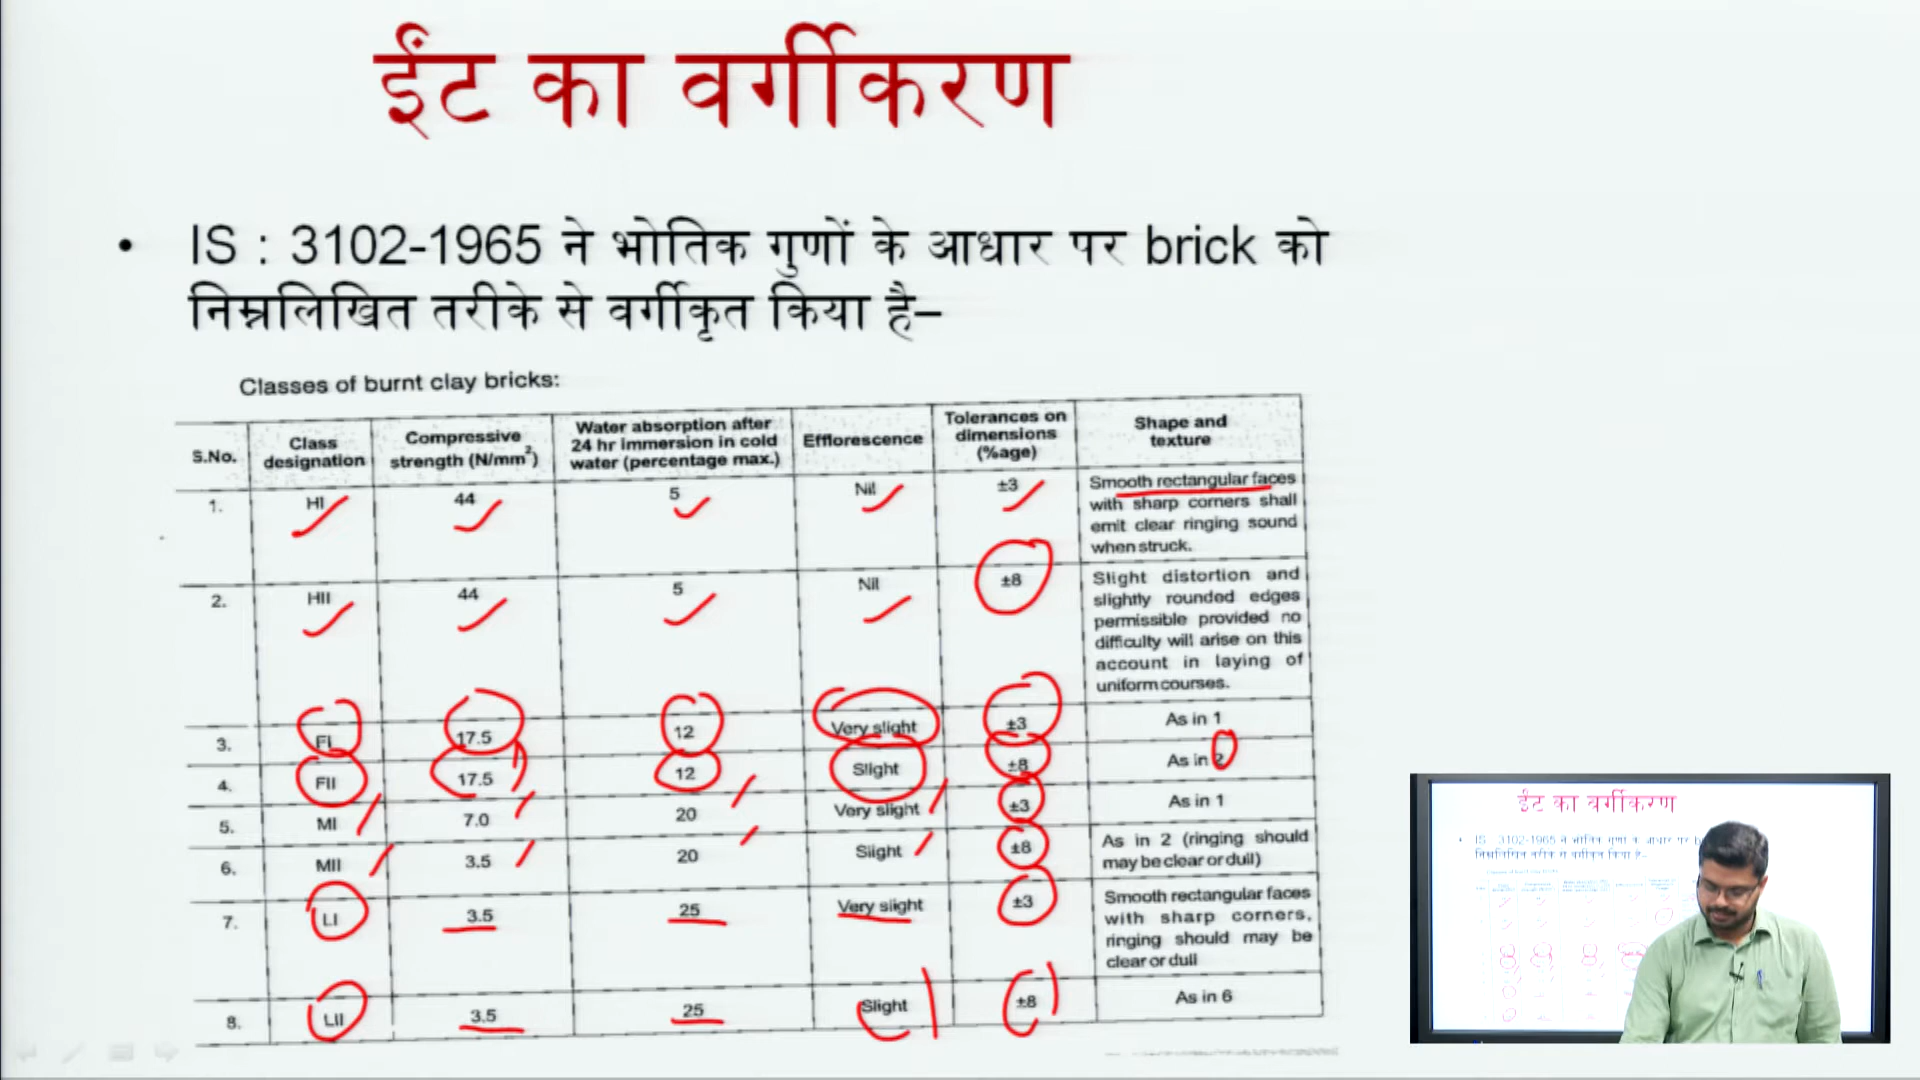 ईंट का वर्गीकरण
• IS : 3102-1965 ने भोतिक गुणों के आधार पर brick को
निम्नलिखित तरीके से वर्गीकृत किया है–
Classes of burnt clay bricks:
S.No. Class designation Compressive strength (N/mm²) Water absorption after 24 hr immersion in cold water (percentage max.) Efflorescence Tolerances on dimensions (%age) Shape and texture
1. HI 44 5 Nil ±3 Smooth rectangular faces
with sharp corners shall
emit clear ringing sound
when struck.
2. HII 44 5 Nil ±8 Slight distortion and
slightly rounded edges
permissible provided no
difficulty will arise on this
account in laying of
uniform courses.
3. FI 17.5 12 Very slight ±3 As in 1
4. FII 17.5 12 Slight ±8 As in 2
5. MI 7.0 20 Very slight ±3 As in 1
6. MII 3.5 20 Slight ±8 As in 2 (ringing should
may be clear or dull)
7. LI 3.5 25 Very slight ±3 Smooth rectangular faces
with sharp corners,
ringing should may be
clear or dull
8. LII 3.5 25 Slight ±8 As in 6
ईंट का वर्गीकरण